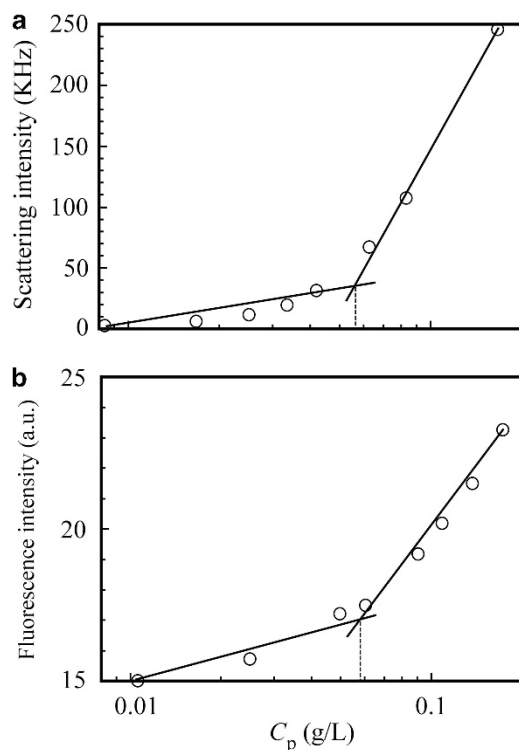 a
250
200
150
100
50
0
Scattering intensity (KHz)
b
25
20
15
Fluorescence intensity (a.u.)
0.01
0.1
Cp (g/L)